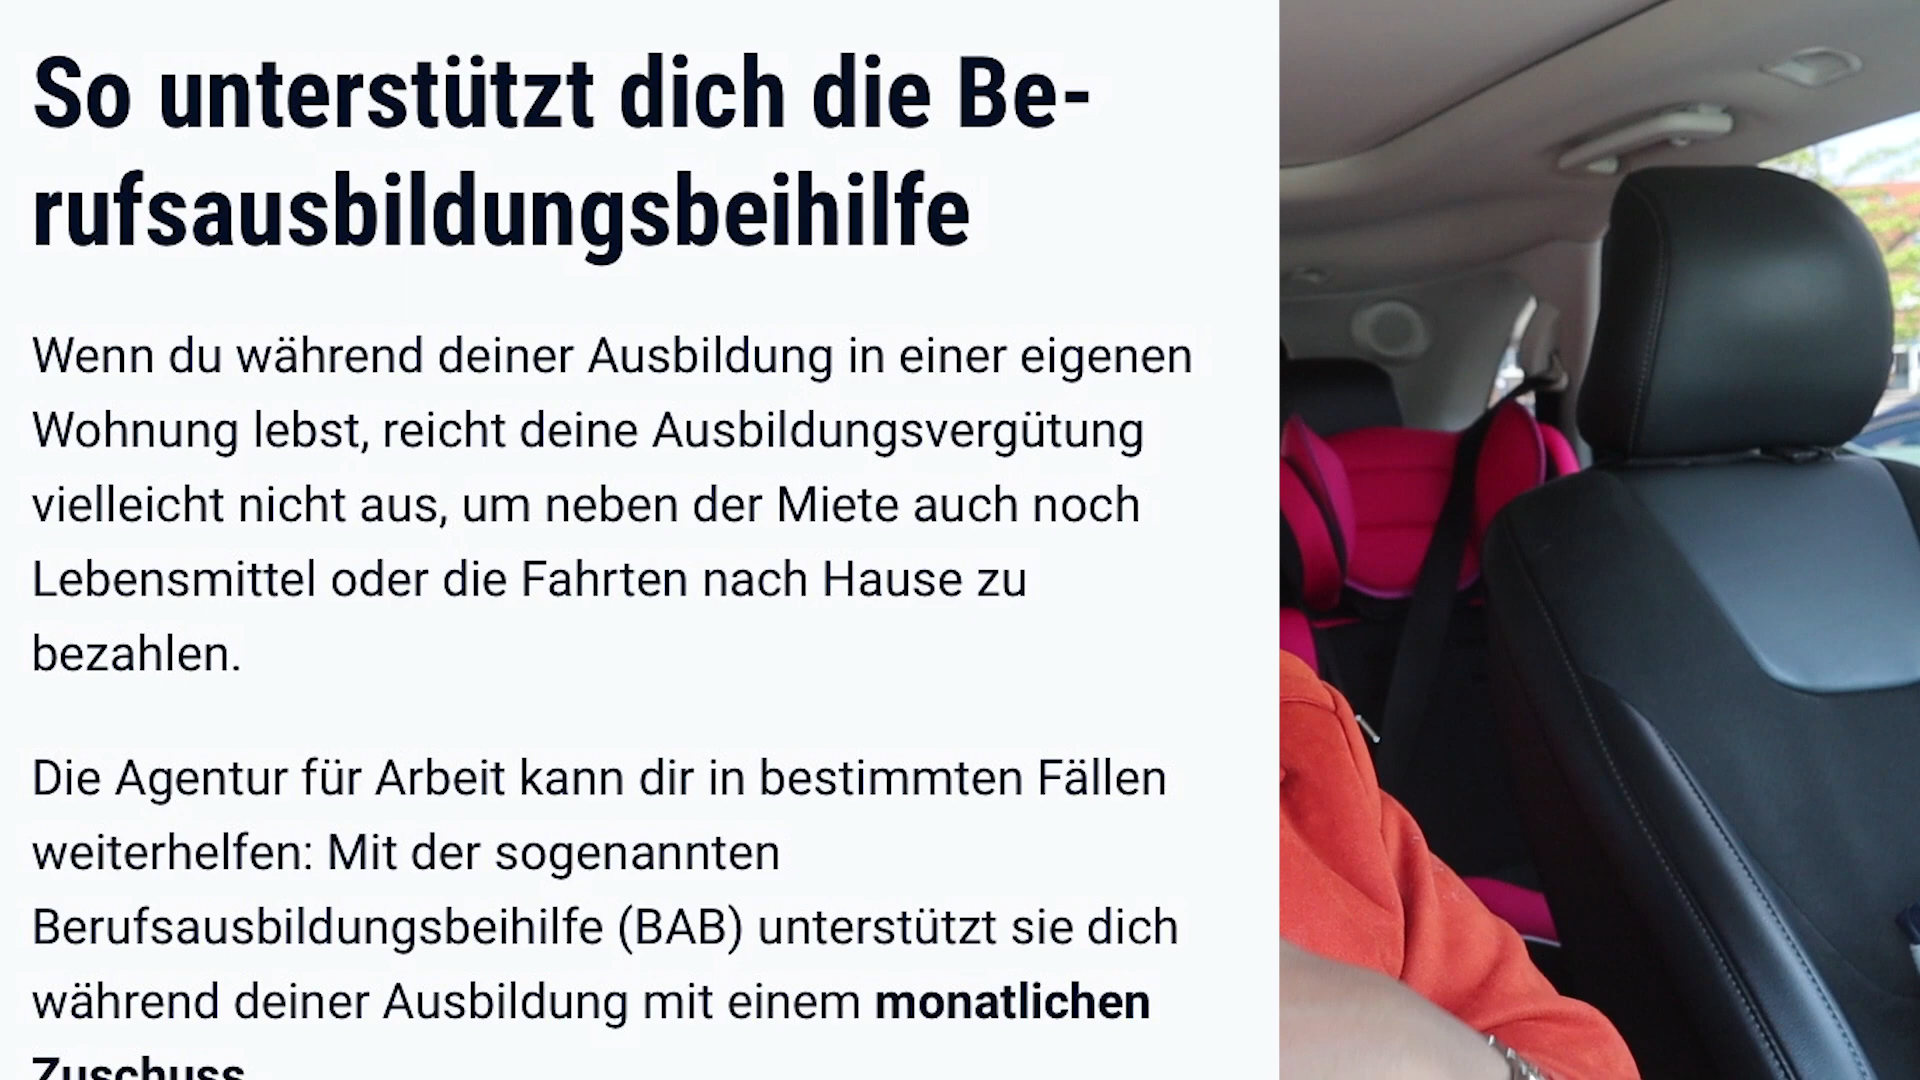 So unterstützt dich die Be-
rufsausbildungsbeihilfe
Wenn du während deiner Ausbildung in einer eigenen
Wohnung lebst, reicht deine Ausbildungsvergütung
vielleicht nicht aus, um neben der Miete auch noch
Lebensmittel oder die Fahrten nach Hause zu
bezahlen.
Die Agentur für Arbeit kann dir in bestimmten Fällen
weiterhelfen: Mit der sogenannten
Berufsausbildungsbeihilfe (BAB) unterstützt sie dich
während deiner Ausbildung mit einem monatlichen
Zuschuss